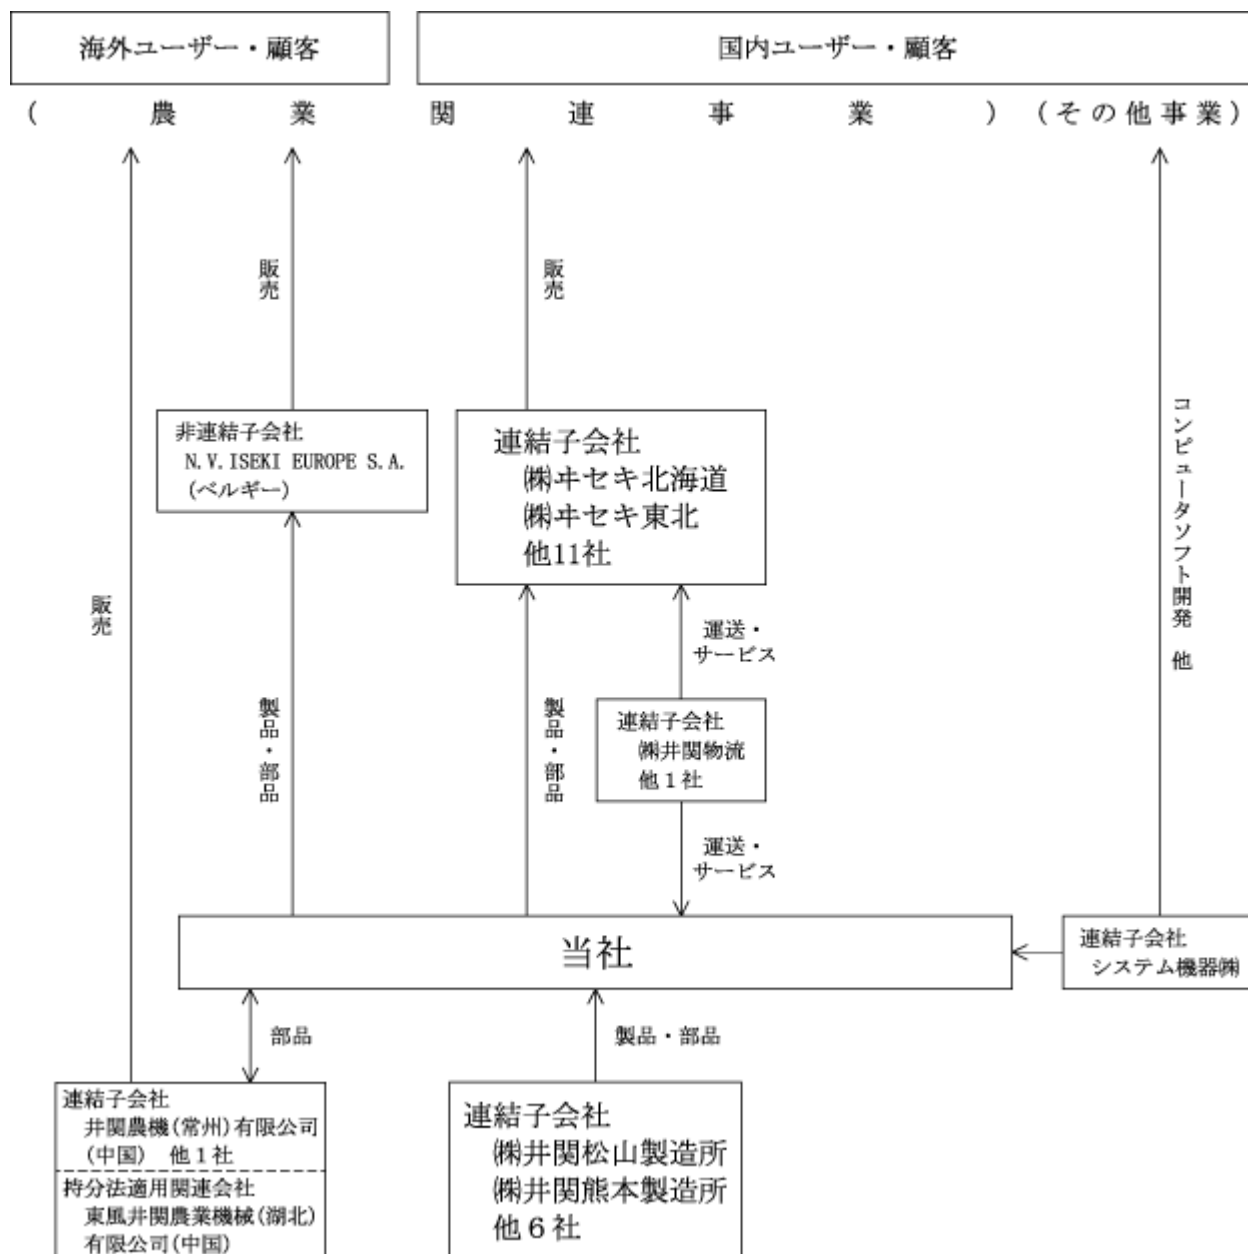 海外ユーザー・顧客
国内ユーザー・顧客
(農業関連事業)
(その他事業)
販売
販売
販売
非連結子会社
N.V.ISEKI EUROPE S.A.
(ベルギー)
連結子会社
㈱ヰセキ北海道
㈱ヰセキ東北
他11社
コンピュータソフト開発 他
運送・
サービス
製品・部品
製品・部品
連結子会社
㈱井関物流
他1社
運送・
サービス
当社
連結子会社
システム機器㈱
部品
製品・部品
連結子会社
井関農機(常州)有限公司
(中国) 他1社
持分法適用関連会社
東風井関農業機械(湖北)
有限公司(中国)
連結子会社
㈱井関松山製造所
㈱井関熊本製造所
他6社